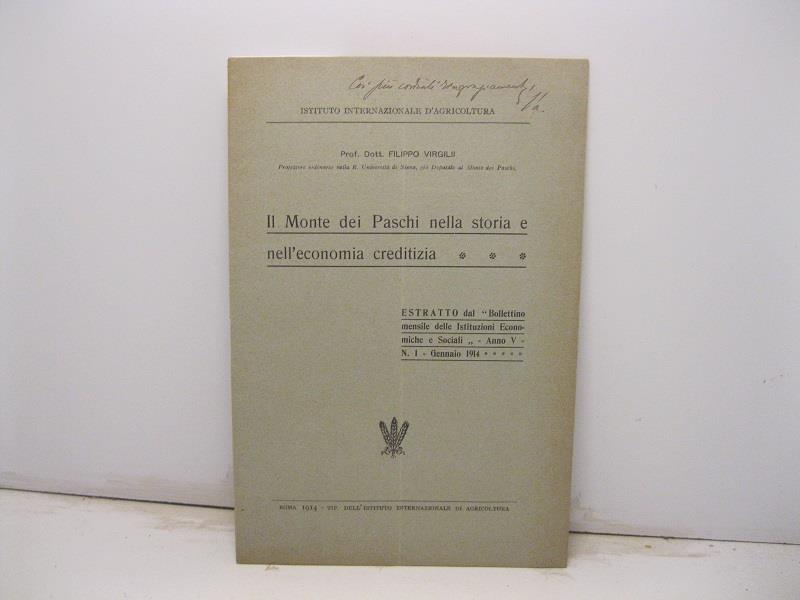 Coi più cordiali ringraziamenti
ISTITUTO INTERNAZIONALE D'AGRICOLTURA
Prof. Dott. FILIPPO VIRGILII
Professore ordinario nella R. Università di Siena, già Deputato al Monte dei Paschi.
Il Monte dei Paschi nella storia e
nell'economia creditizia * * *
ESTRATTO dal "Bollettino
mensile delle Istituzioni Econo-
miche e Sociali „ - Anno V -
N. 1 - Gennaio 1914 * * * * *
ROMA 1914 - TIP. DELL'ISTITUTO INTERNAZIONALE DI AGRICOLTURA